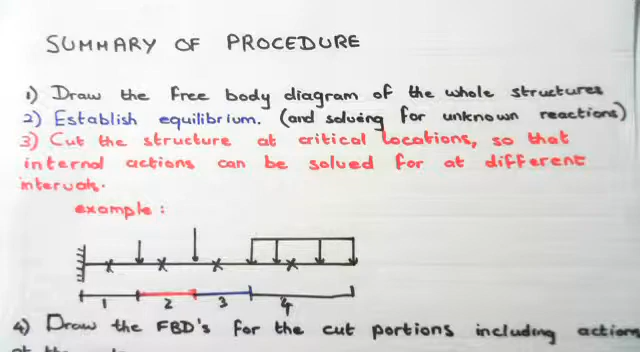 SUMMARY OF PROCEDURE
1) Draw the free body diagram of the whole structures
2) Establish equilibrium. (and solving for unknown reactions)
3) Cut the structure at critical locations, so that
internal actions can be solved for at different
intervals.
example :
1 2 3 4
4) Draw the FBD's for the cut portions including action